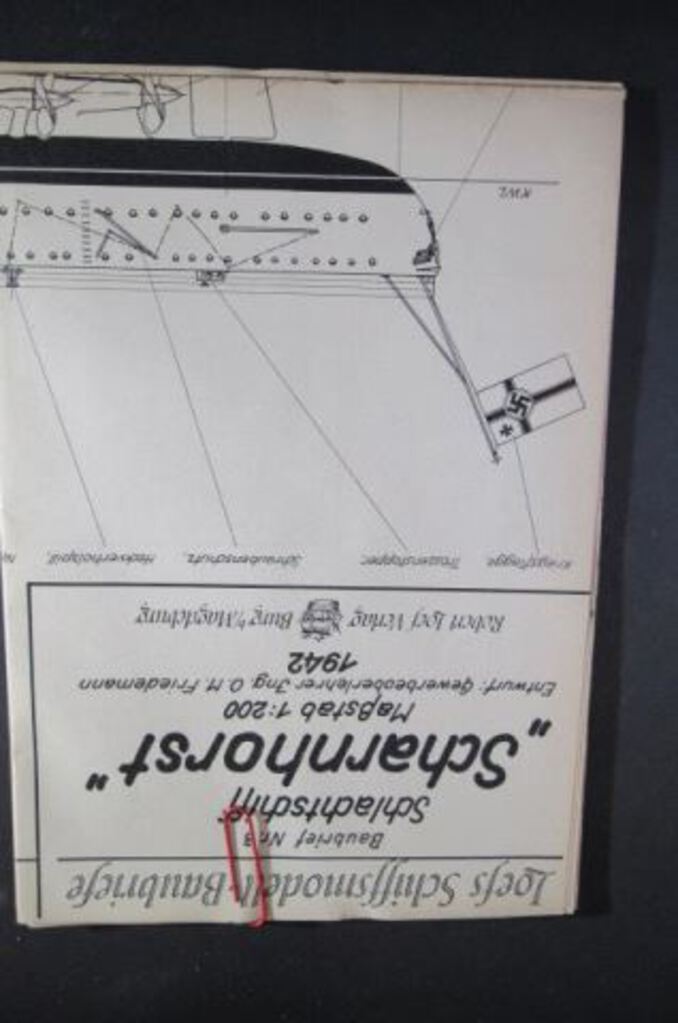 Loefs Schiffsmodell-Baubriefe
Baubrief Nr. 3
Schlachtschiff
„Scharnhorst"
Maßstab 1:200
Entwurf: Gewerbeoberlehrer Jng. O. H. Friedemann
1942
Robert Loef Verlag Burg b/Magdeburg
Kriegsflagge. Trossenstopper. Schraubenschutz. Heckverholspill.
KWL